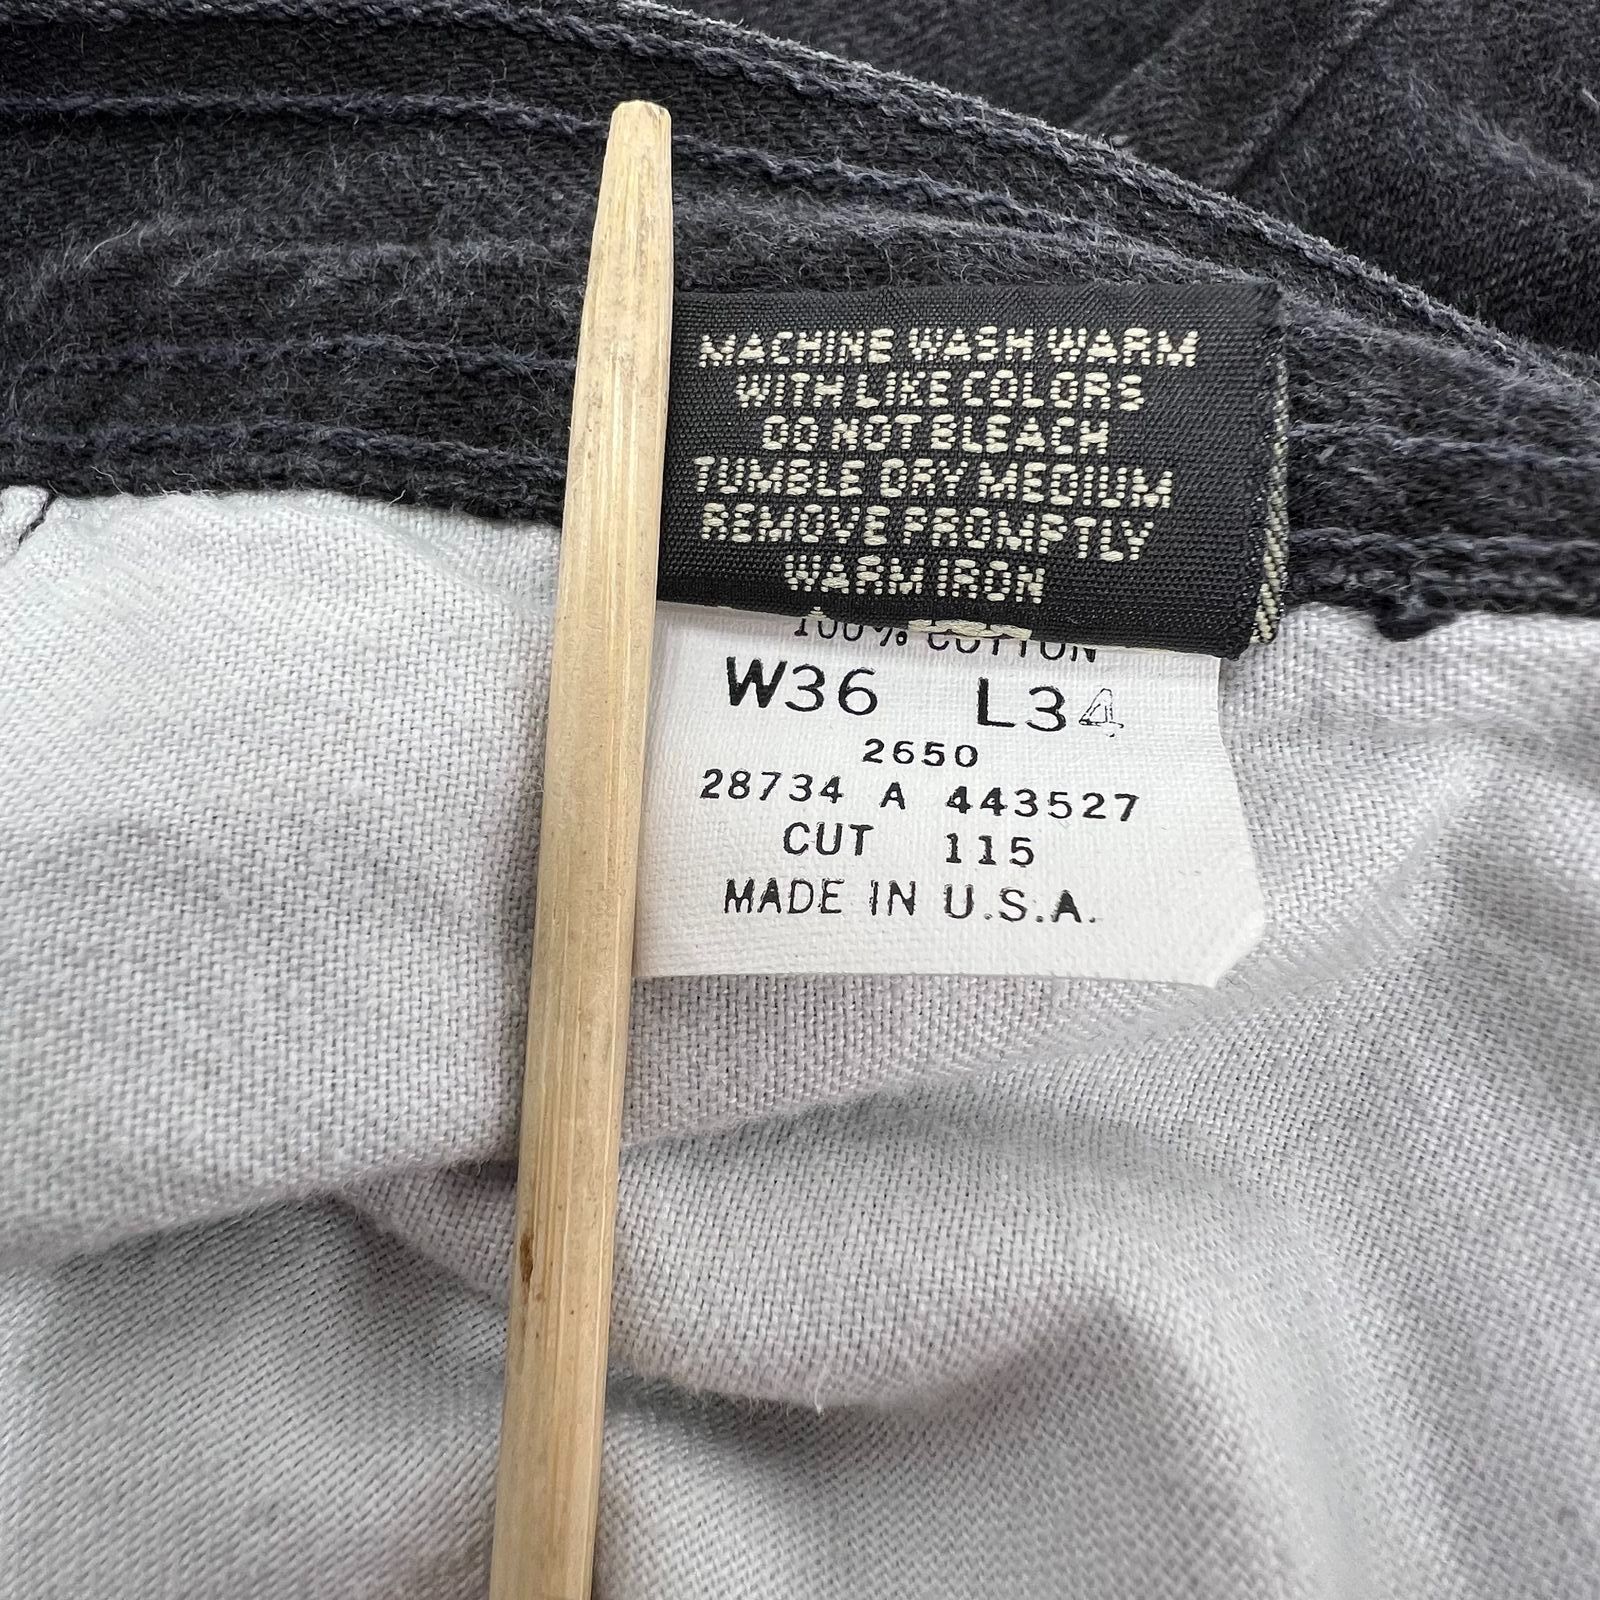 MACHINE WASH WARM
WITH LIKE COLORS
DO NOT BLEACH
TUMBLE DRY MEDIUM
REMOVE PROMPTLY
WARM IRON
100% COTTON
W36 L34
2650
28734 A 443527
CUT 115
MADE IN U.S.A.